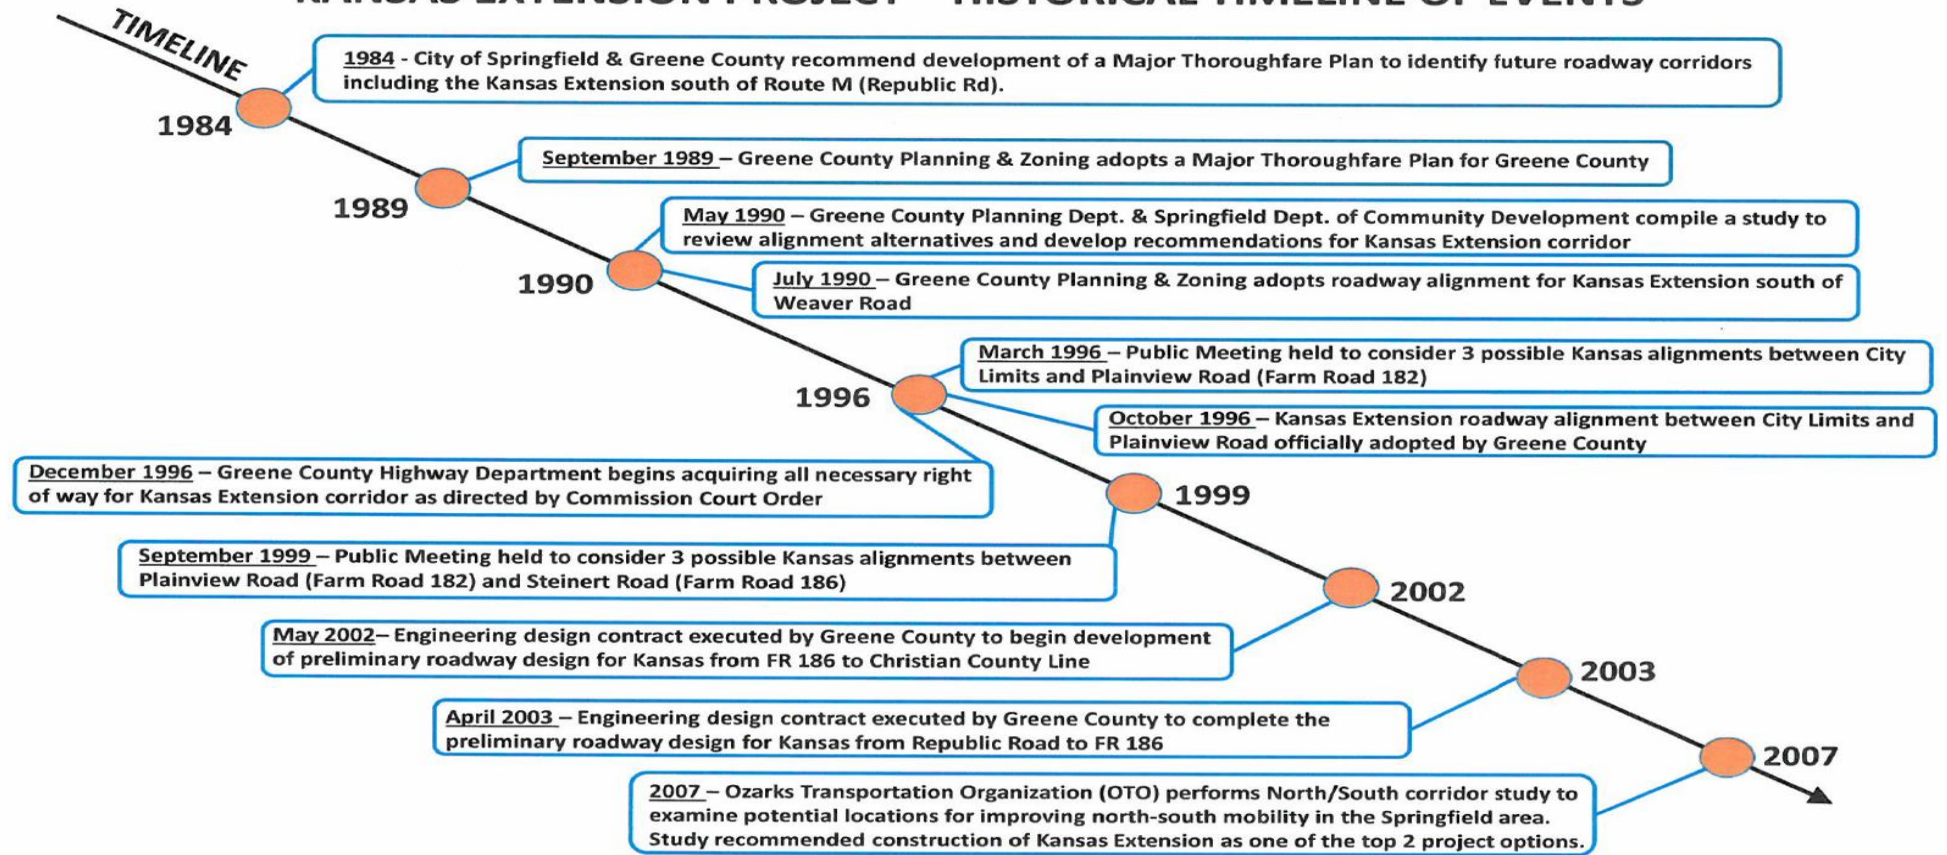 KANSAS EXTENSION PROJECT – HISTORICAL TIMELINE OF EVENTS
TIMELINE
1984 - City of Springfield & Greene County recommend development of a Major Thoroughfare Plan to identify future roadway corridors
including the Kansas Extension south of Route M (Republic Rd).
1984
September 1989 – Greene County Planning & Zoning adopts a Major Thoroughfare Plan for Greene County
1989
May 1990 – Greene County Planning Dept. & Springfield Dept. of Community Development compile a study to
review alignment alternatives and develop recommendations for Kansas Extension corridor
1990
July 1990 – Greene County Planning & Zoning adopts roadway alignment for Kansas Extension south of
Weaver Road
March 1996 – Public Meeting held to consider 3 possible Kansas alignments between City
Limits and Plainview Road (Farm Road 182)
1996
October 1996 – Kansas Extension roadway alignment between City Limits and
Plainview Road officially adopted by Greene County
December 1996 – Greene County Highway Department begins acquiring all necessary right
of way for Kansas Extension corridor as directed by Commission Court Order
1999
September 1999 – Public Meeting held to consider 3 possible Kansas alignments between
Plainview Road (Farm Road 182) and Steinert Road (Farm Road 186)
2002
May 2002– Engineering design contract executed by Greene County to begin development
of preliminary roadway design for Kansas from FR 186 to Christian County Line
2003
April 2003 – Engineering design contract executed by Greene County to complete the
preliminary roadway design for Kansas from Republic Road to FR 186
2007
2007 – Ozarks Transportation Organization (OTO) performs North/South corridor study to
examine potential locations for improving north-south mobility in the Springfield area.
Study recommended construction of Kansas Extension as one of the top 2 project options.